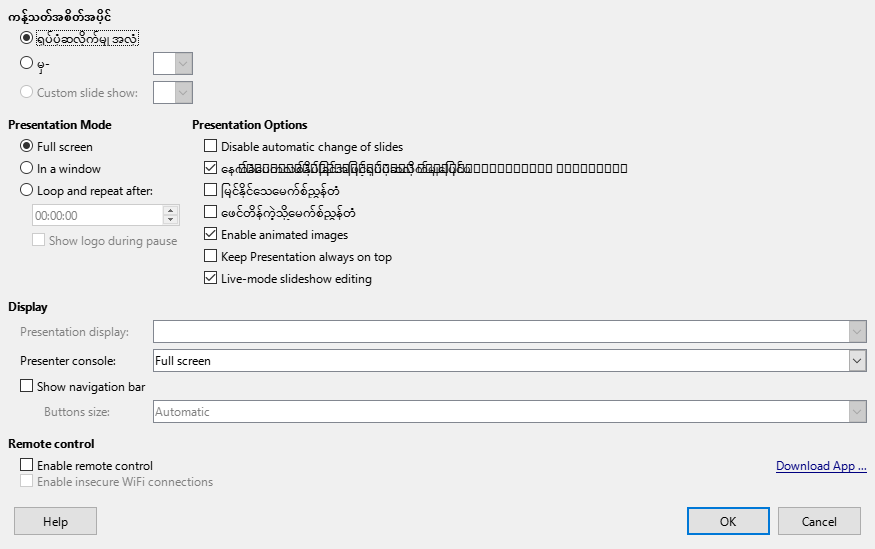 ကန့်သတ်အစိတ်အပိုင်
ရုပ်ပုံဆလိုက်မျု အလုံ
မှ-
Custom slide show:
Presentation Mode
Full screen
In a window
Loop and repeat after:
00:00:00
Show logo during pause
Presentation Options
Disable automatic change of slides
မြင်နိုင်သေမေက်စ်ညွှန်တံ
ဖေင်တိန်ကဲ့သို့မေက်စ်ညွှန်တံ
Enable animated images
Keep Presentation always on top
Live-mode slideshow editing
Display
Presentation display:
Presenter console:
Full screen
Show navigation bar
Buttons size:
Automatic
Remote control
Enable remote control
Download App ...
Enable insecure WiFi connections
Help
OK
Cancel